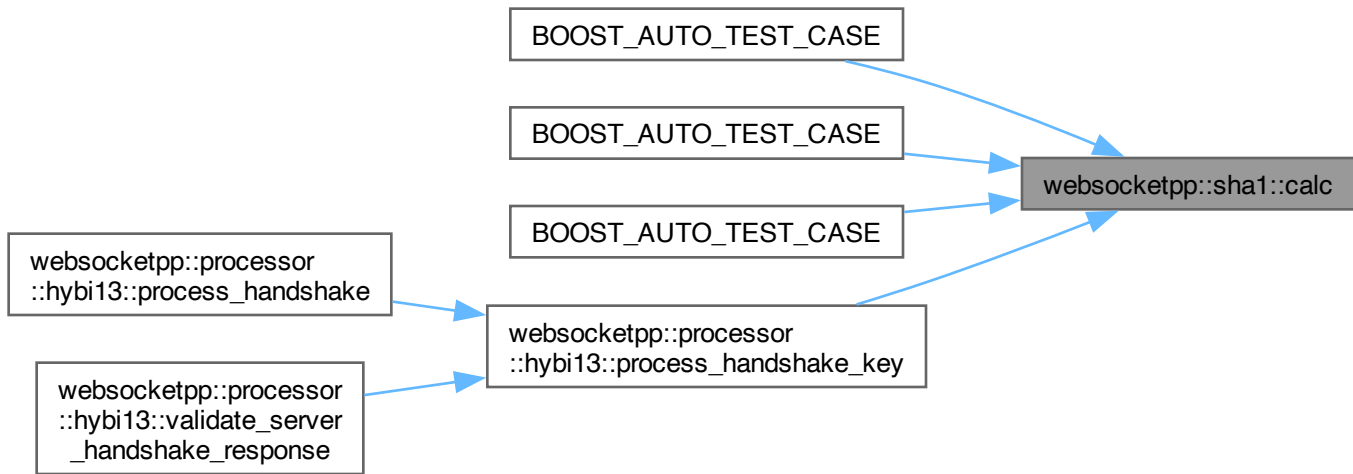 BOOST_AUTO_TEST_CASE
BOOST_AUTO_TEST_CASE
websocketpp::sha1::calc
BOOST_AUTO_TEST_CASE
websocketpp::processor
::hybi13::process_handshake
websocketpp::processor
::hybi13::process_handshake_key
websocketpp::processor
::hybi13::validate_server
_handshake_response